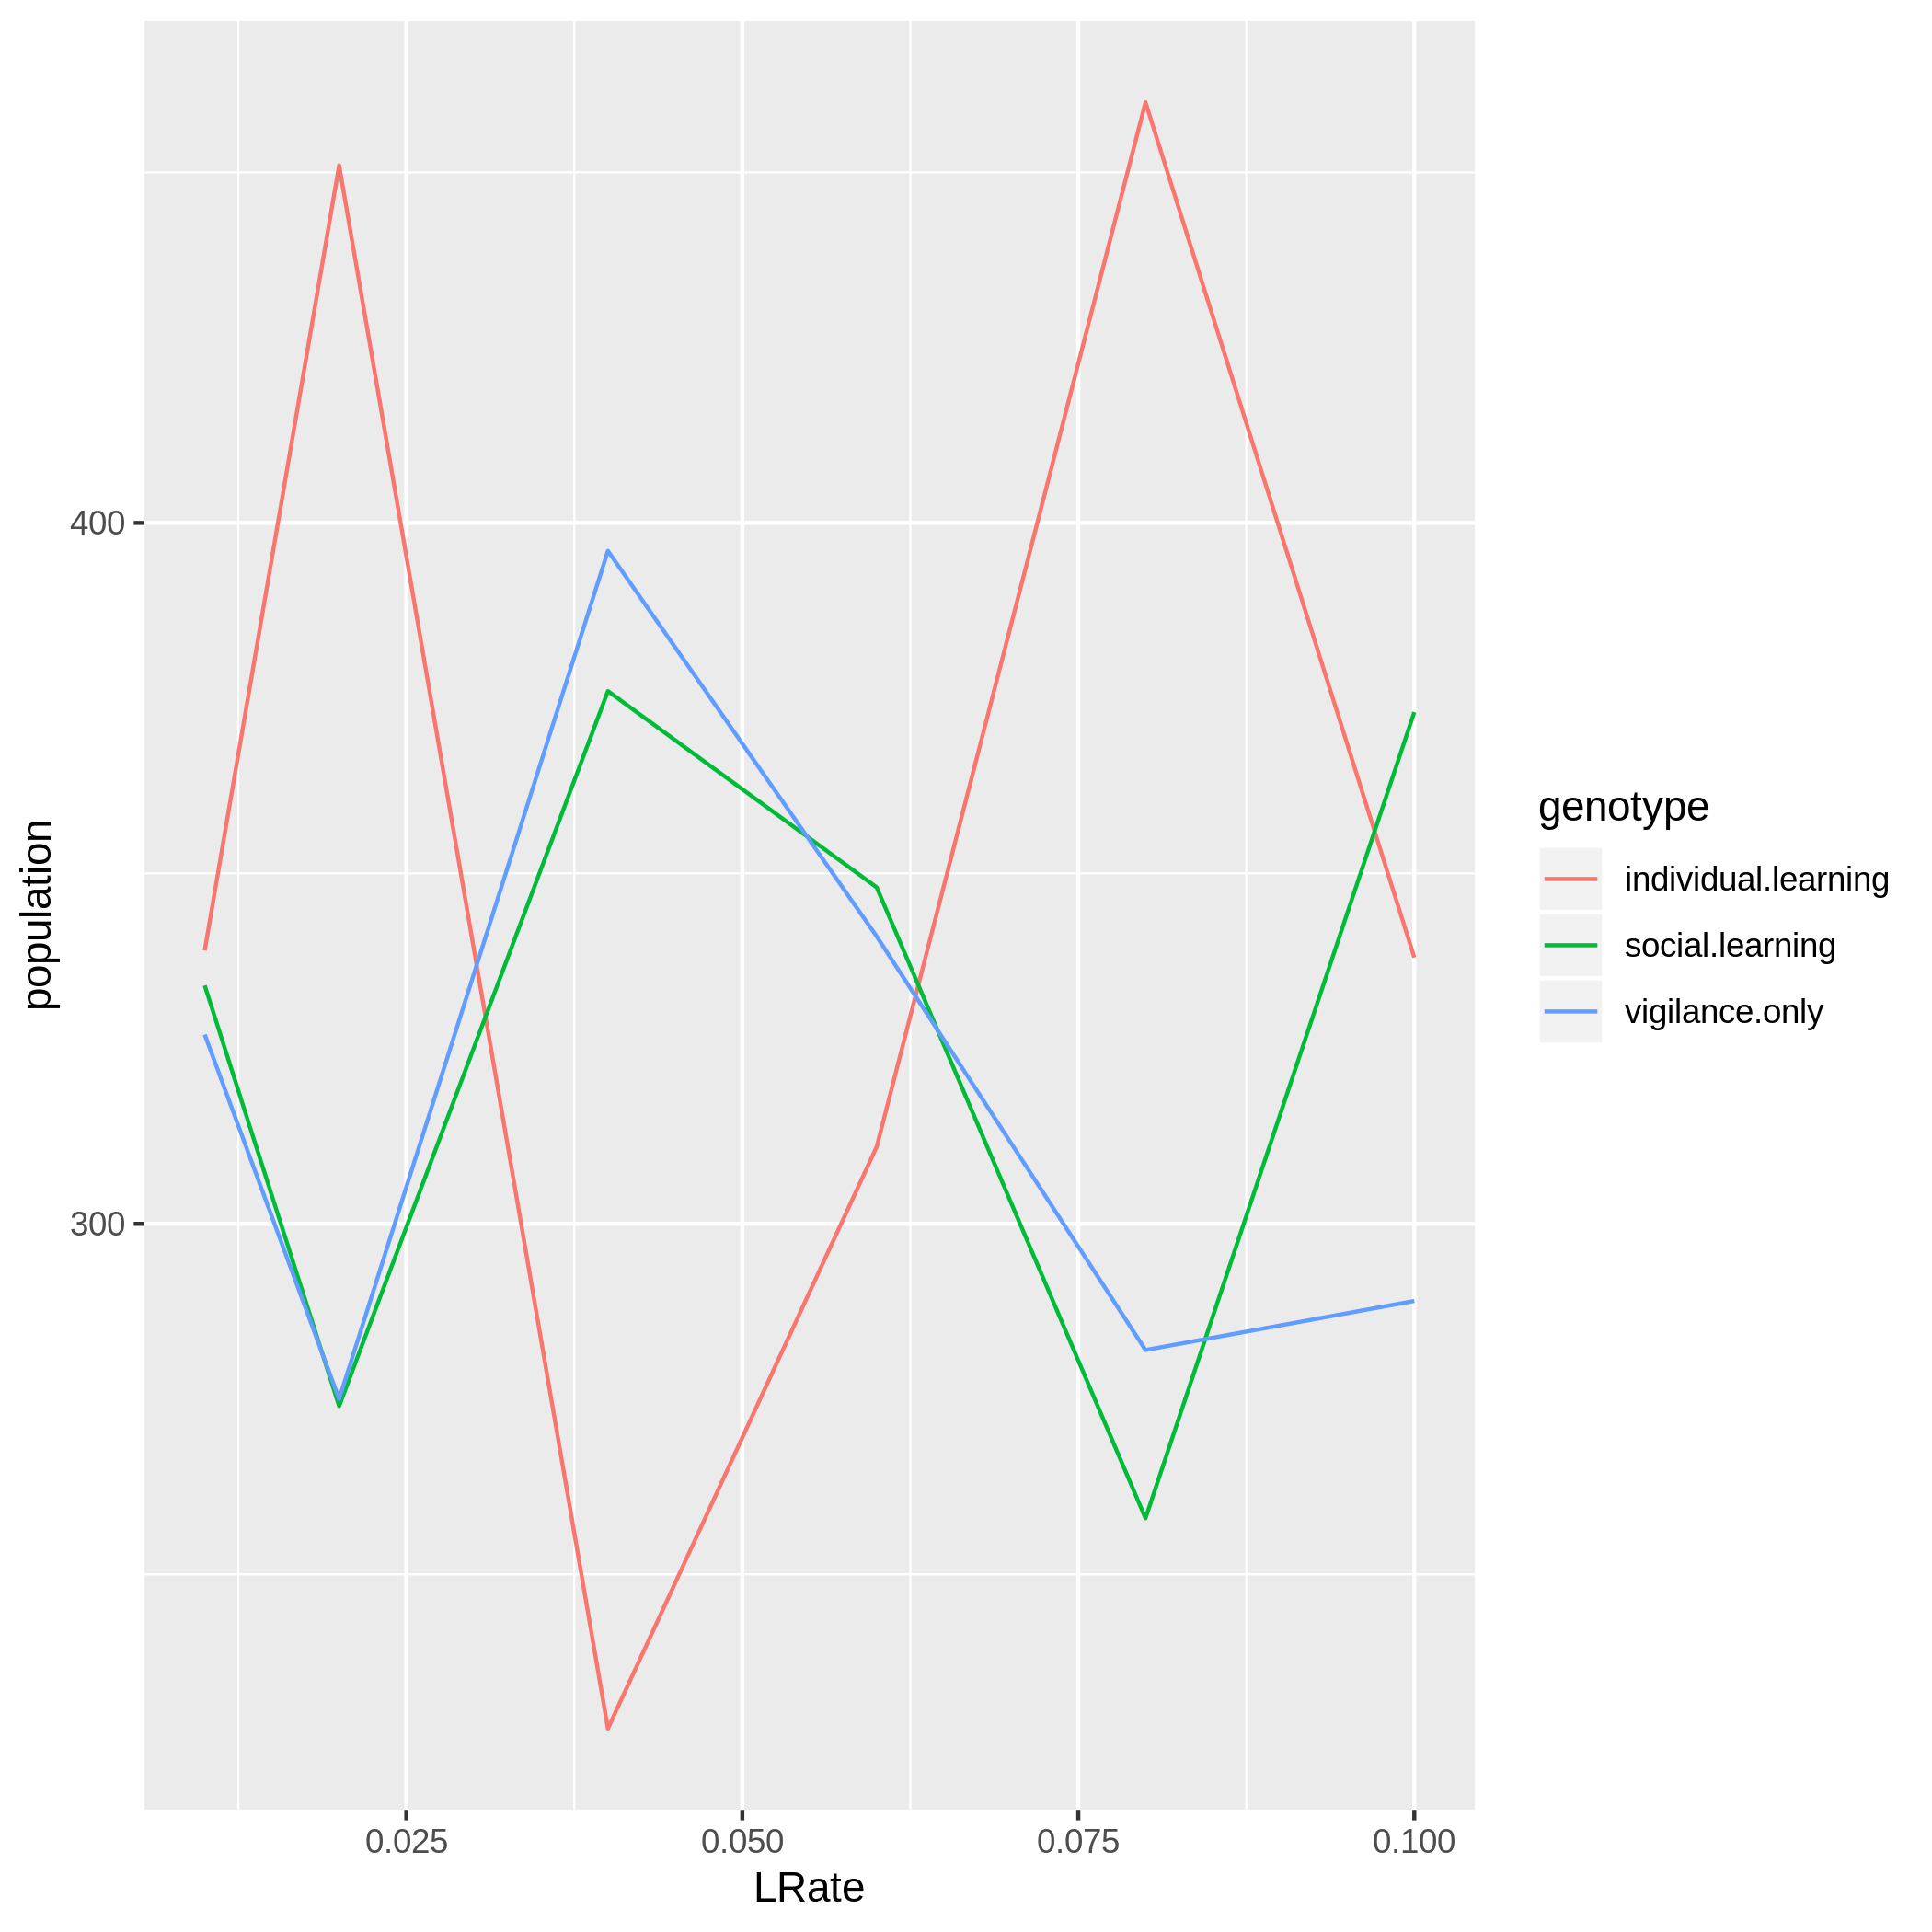 population
400
300
0.025
0.050
0.075
0.100
LRate
genotype
individual.learning
social.learning
vigilance.only